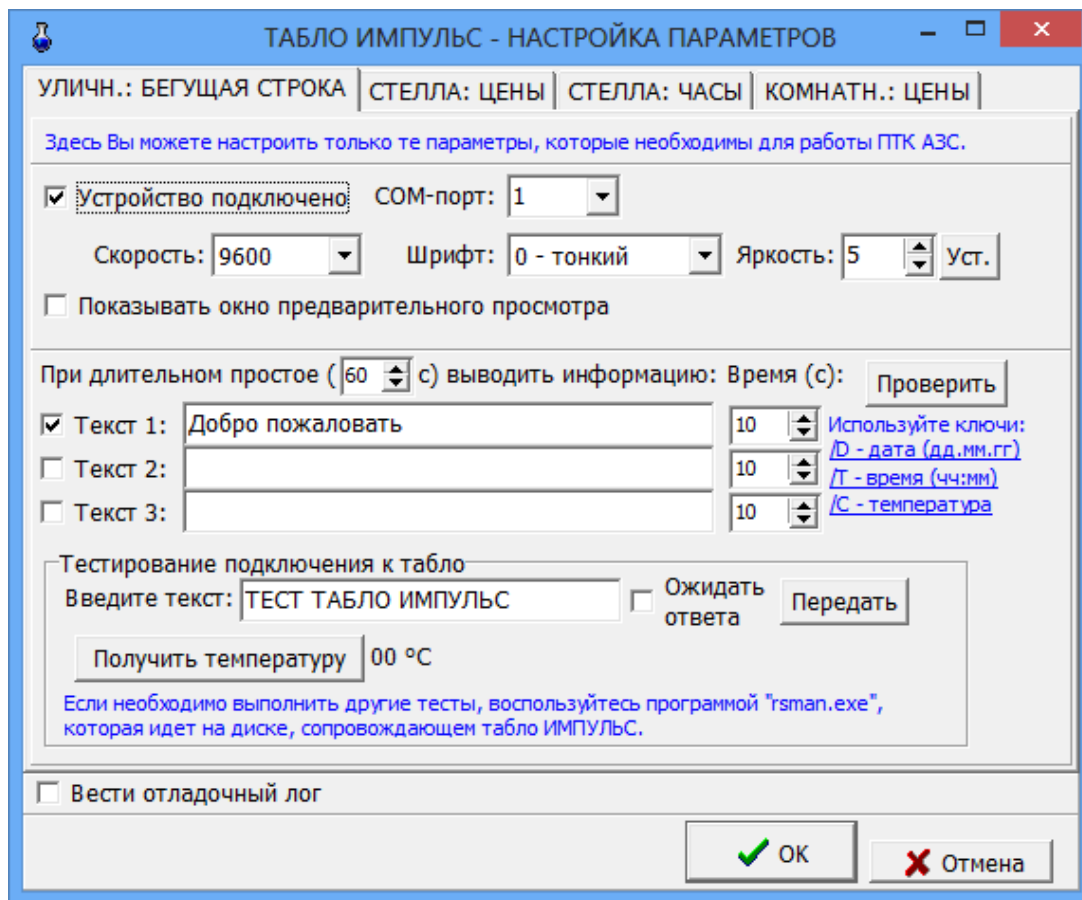 ТАБЛО ИМПУЛЬС - НАСТРОЙКА ПАРАМЕТРОВ
УЛИЧН.: БЕГУЩАЯ СТРОКА СТЕЛЛА: ЦЕНЫ СТЕЛЛА: ЧАСЫ КОМНАТН.: ЦЕНЫ
Здесь Вы можете настроить только те параметры, которые необходимы для работы ПТК АЗС.
Устройство подключено COM-порт: 1
Скорость: 9600 Шрифт: 0 - тонкий Яркость: 5 Уст.
Показывать окно предварительного просмотра
При длительном простое ( 60 с) выводить информацию: Время (с): Проверить
Текст 1: Добро пожаловать 10 Используйте ключи:
/D - дата (дд.мм.гг)
Текст 2: 10 /T - время (чч:мм)
Текст 3: 10 /C - температура
Тестирование подключения к табло
Введите текст: ТЕСТ ТАБЛО ИМПУЛЬС Ожидать ответа Передать
Получить температуру 00 ºC
Если необходимо выполнить другие тесты, воспользуйтесь программой "rsman.exe",
которая идет на диске, сопровождающем табло ИМПУЛЬС.
Вести отладочный лог
OK Отмена